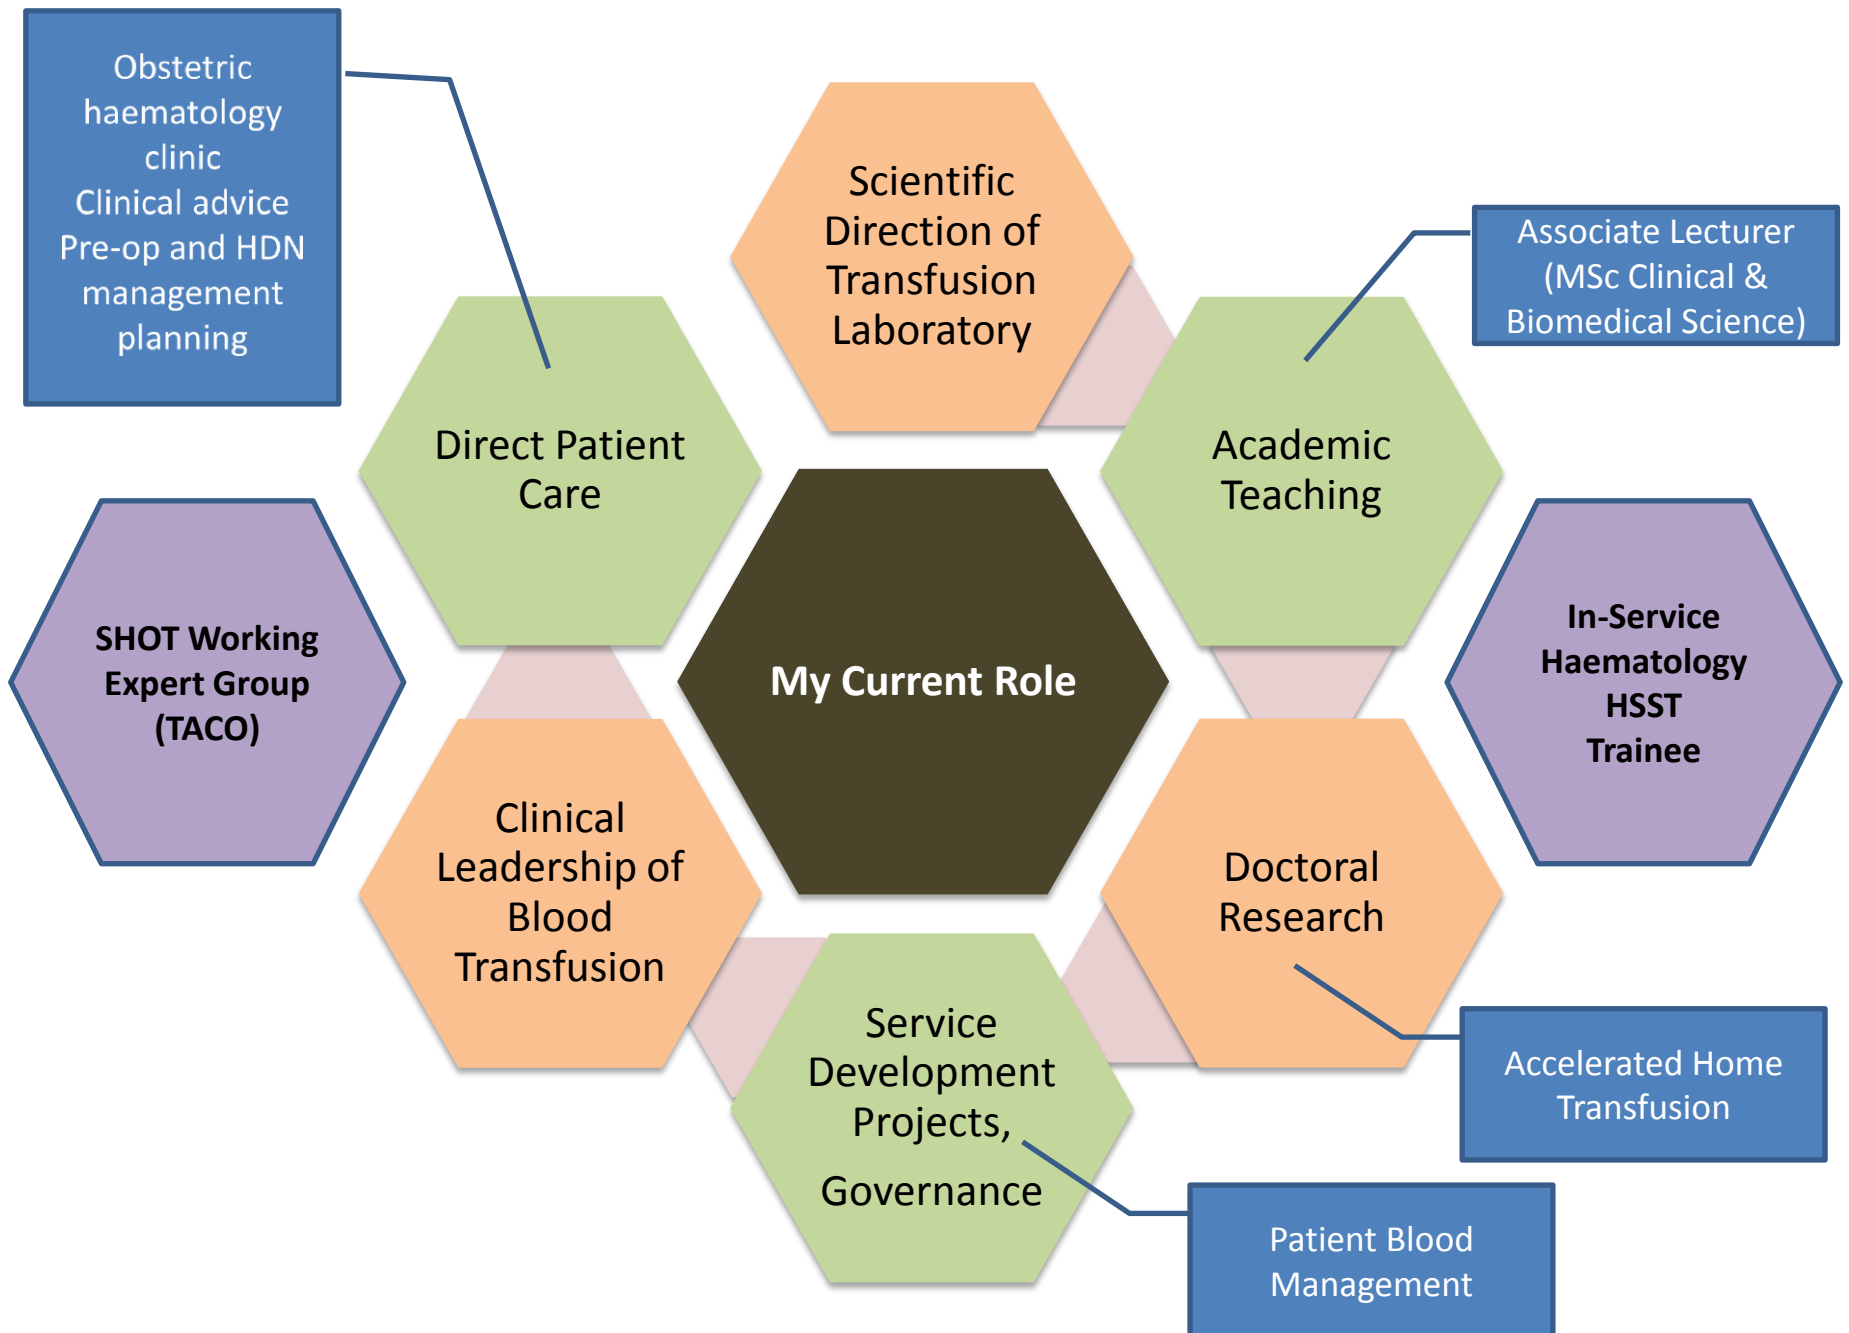 Obstetric
haematology
clinic
Clinical advice
Pre-op and HDN
management
planning
Scientific
Direction of
Transfusion
Laboratory
Associate Lecturer
(MSc Clinical &
Biomedical Science)
Direct Patient
Care
Academic
Teaching
SHOT Working
Expert Group
(TACO)
My Current Role
In-Service
Haematology
HSST
Trainee
Clinical
Leadership of
Blood
Transfusion
Doctoral
Research
Service
Development
Projects,
Governance
Accelerated Home
Transfusion
Patient Blood
Management